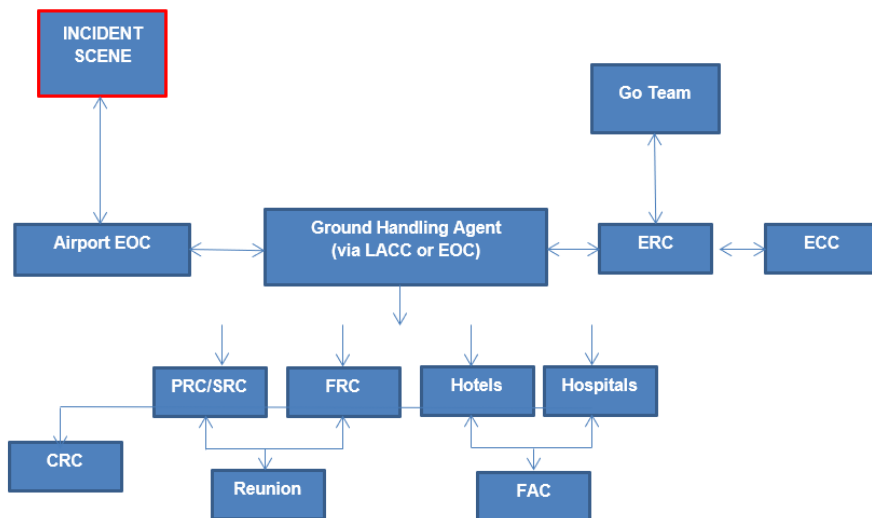 INCIDENT
SCENE
Go Team
Airport EOC
Ground Handling Agent
(via LACC or EOC)
ERC
ECC
PRC/SRC
FRC
Hotels
Hospitals
CRC
Reunion
FAC